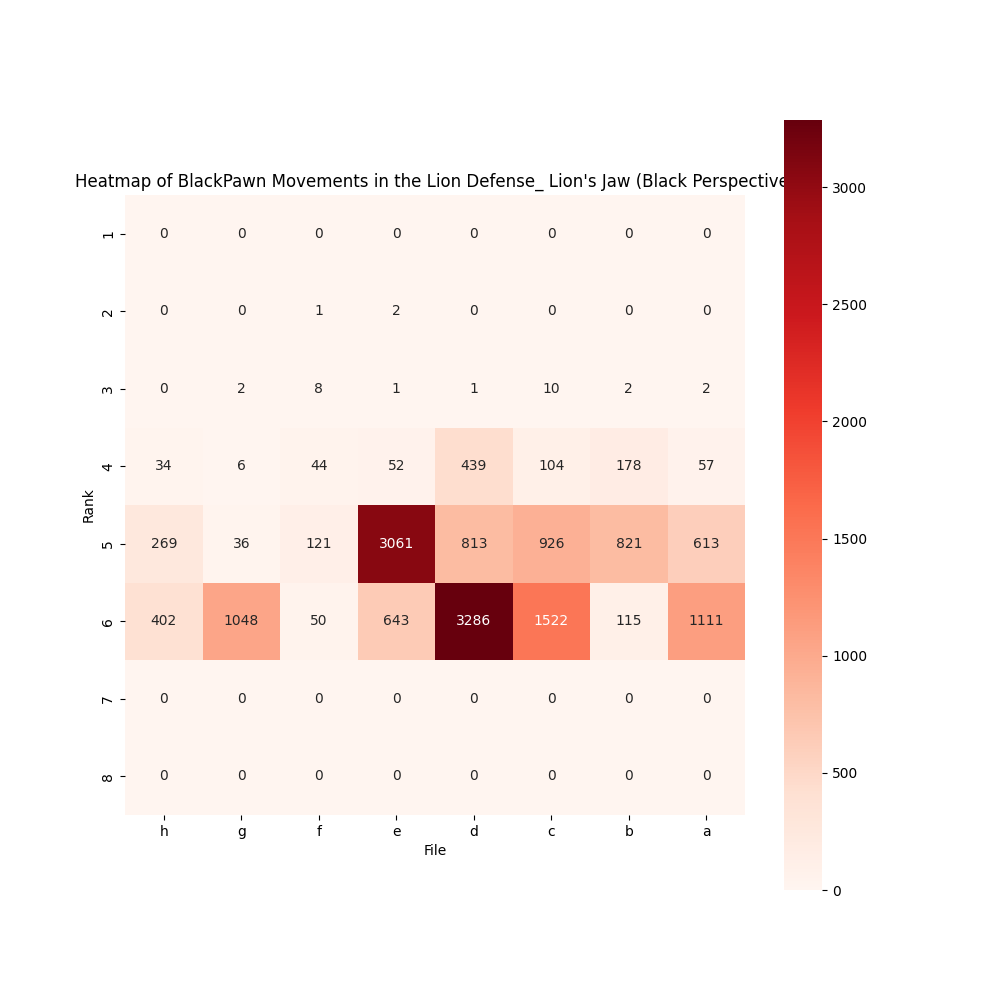 Heatmap of BlackPawn Movements in the Lion Defense_ Lion's Jaw (Black Perspective
3000
1 0 0 0 0 0 0 0 0
2 0 0 1 2 0 0 0 0
2500
3 0 2 8 1 1 10 2 2
2000
4 34 6 44 52 439 104 178 57
Rank
1500
5 269 36 121 3061 813 926 821 613
6 402 1048 50 643 3286 1522 115 1111
1000
7 0 0 0 0 0 0 0 0
500
8 0 0 0 0 0 0 0 0
h g f e d c b a
File
0